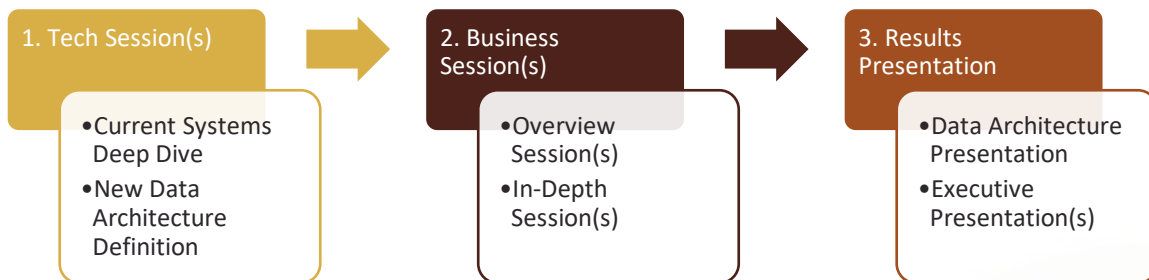 1. Tech Session(s)
•Current Systems
Deep Dive
•New Data
Architecture
Definition
2. Business
Session(s)
•Overview
Session(s)
•In-Depth
Session(s)
3. Results
Presentation
•Data Architecture
Presentation
•Executive
Presentation(s)